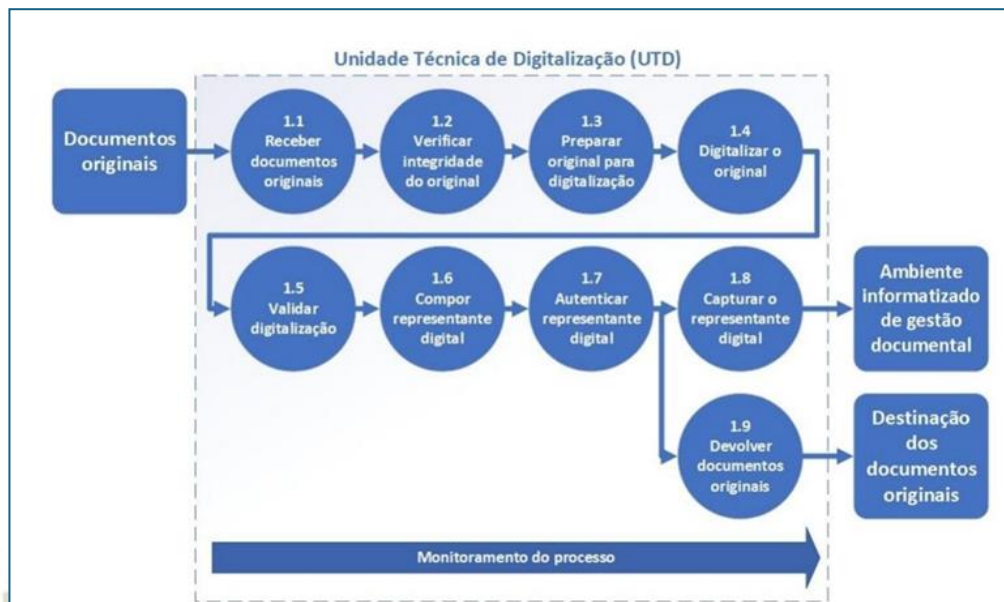 Unidade Técnica de Digitalização (UTD)
Documentos
originais
1.1
Receber
documentos
originais
1.2
Verificar
integridade
do original
1.3
Preparar
original para
digitalização
1.4
Digitalizar o
original
1.5
Validar
digitalização
1.6
Compor
representante
digital
1.7
Autenticar
representante
digital
1.8
Capturar o
representante
digital
Ambiente
informatizado
de gestão
documental
1.9
Devolver
documentos
originais
Destinação
dos
documentos
originais
Monitoramento do processo